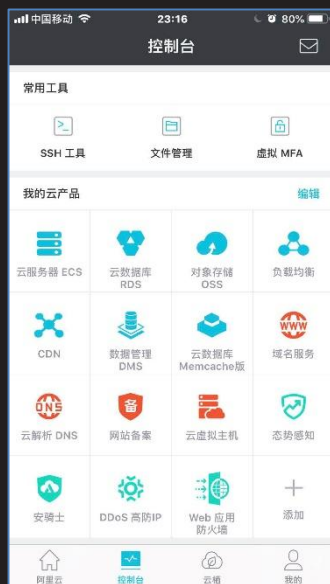 中国移动 23:16 80%
控制台
常用工具
>_
SSH 工具 文件管理 虚拟 MFA
我的云产品 编辑
云服务器 ECS 云数据库 对象存储 负载均衡
RDS OSS
WWW
CDN 数据管理 云数据库 域名服务
DMS Memcache版
DNS 备
云解析 DNS 网站备案 云虚拟主机 态势感知
安骑士 DDoS 高防IP Web 应用 添加
防火墙
阿里云 控制台 云栖 我的